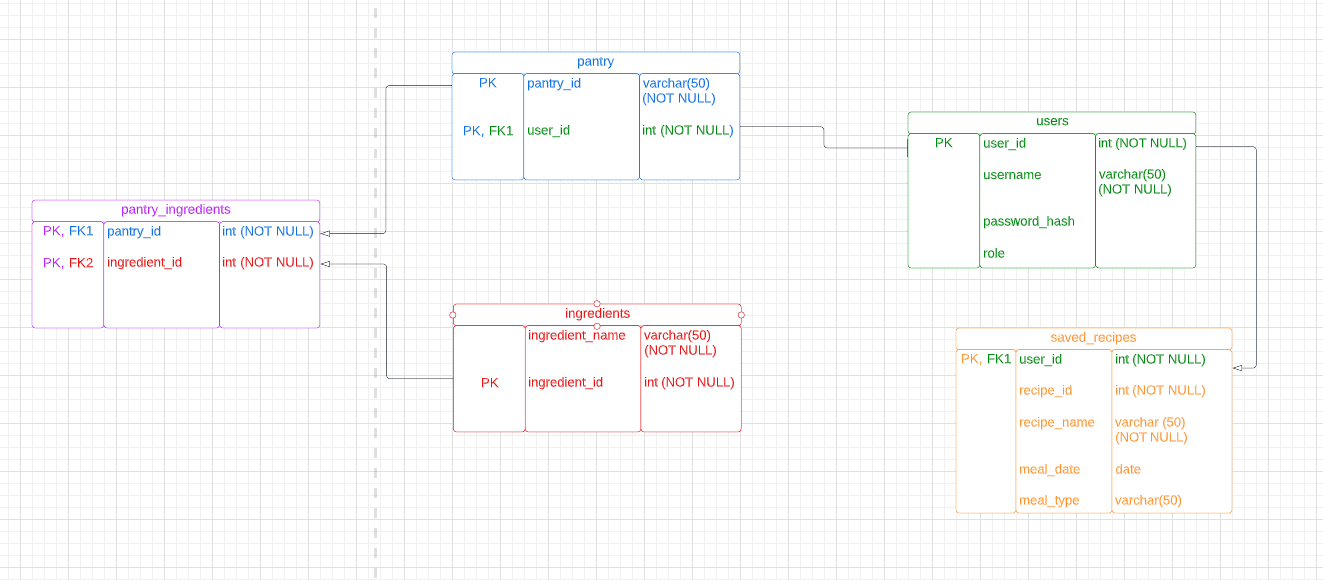 pantry
PK pantry_id varchar(50)
(NOT NULL)
PK, FK1 user_id int (NOT NULL)
users
PK user_id int (NOT NULL)
username varchar(50)
(NOT NULL)
password_hash
role
pantry_ingredients
PK, FK1 pantry_id int (NOT NULL)
PK, FK2 ingredient_id int (NOT NULL)
ingredients
ingredient_name varchar(50)
(NOT NULL)
PK ingredient_id int (NOT NULL)
saved_recipes
PK, FK1 user_id int (NOT NULL)
recipe_id int (NOT NULL)
recipe_name varchar (50)
(NOT NULL)
meal_date date
meal_type varchar(50)